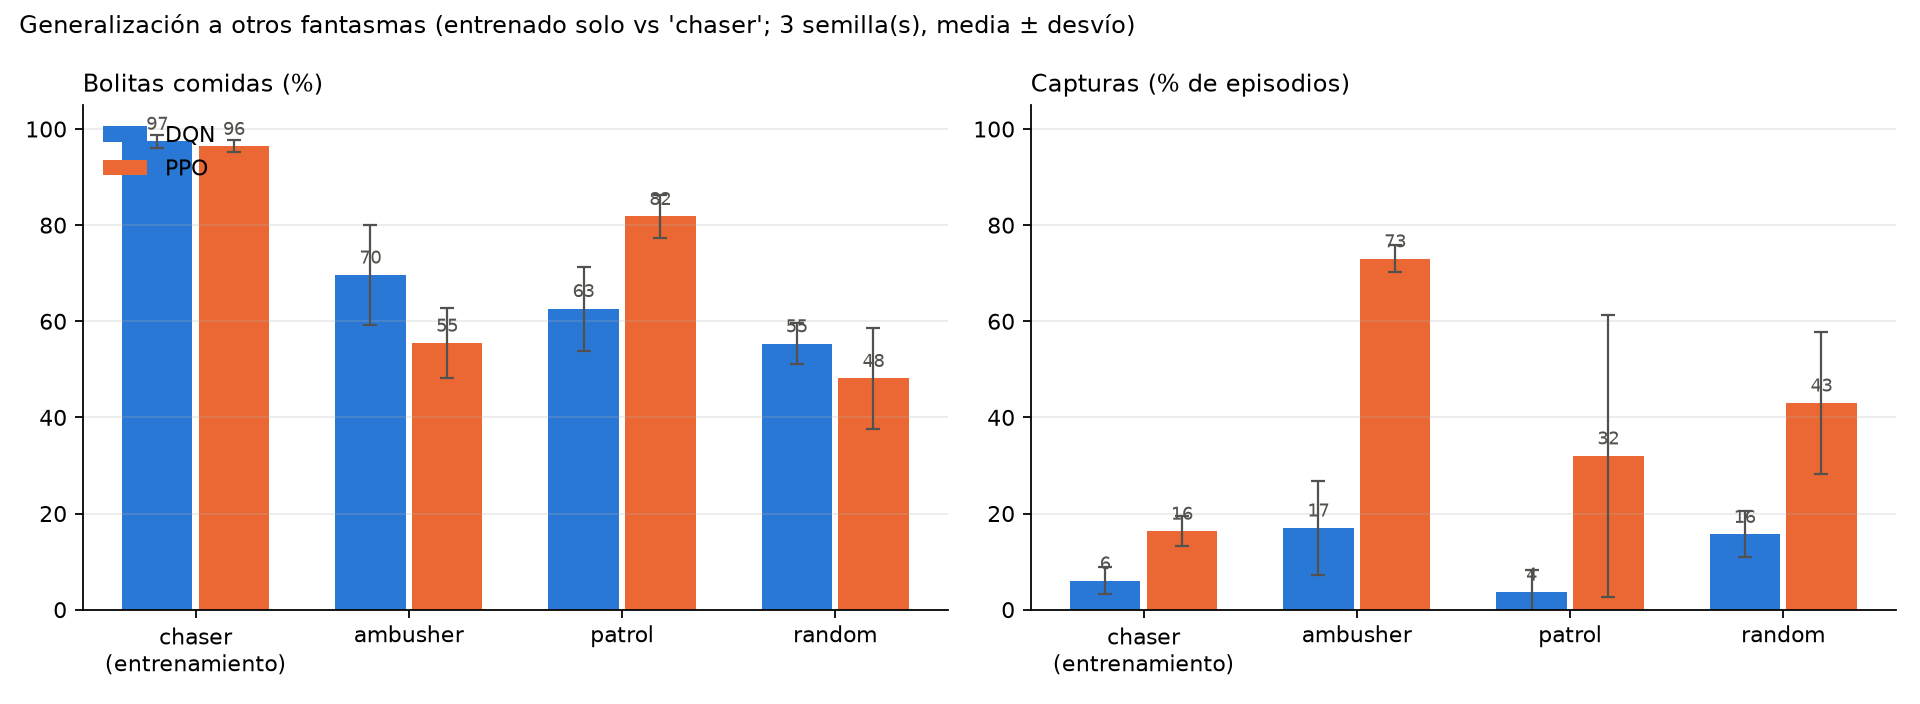 Generalización a otros fantasmas (entrenado solo vs 'chaser'; 3 semilla(s), media ± desvío)
Bolitas comidas (%)
100
80
60
40
20
0
DQN
PPO
97
96
70
55
63
82
55
48
chaser
(entrenamiento)
ambusher
patrol
random
Capturas (% de episodios)
100
80
60
40
20
0
6
16
17
73
4
32
16
43
chaser
(entrenamiento)
ambusher
patrol
random